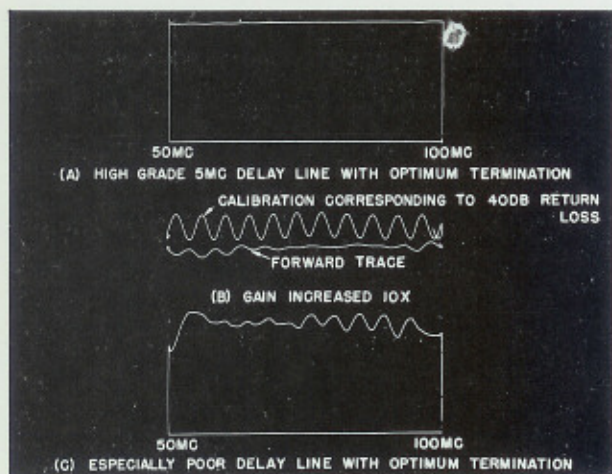 50MC 100MC
(A) HIGH GRADE 5MC DELAY LINE WITH OPTIMUM TERMINATION
CALIBRATION CORRESPONDING TO 40DB RETURN
LOSS
FORWARD TRACE
(B) GAIN INCREASED 10X
50MC 100MC
(C) ESPECIALLY POOR DELAY LINE WITH OPTIMUM TERMINATION